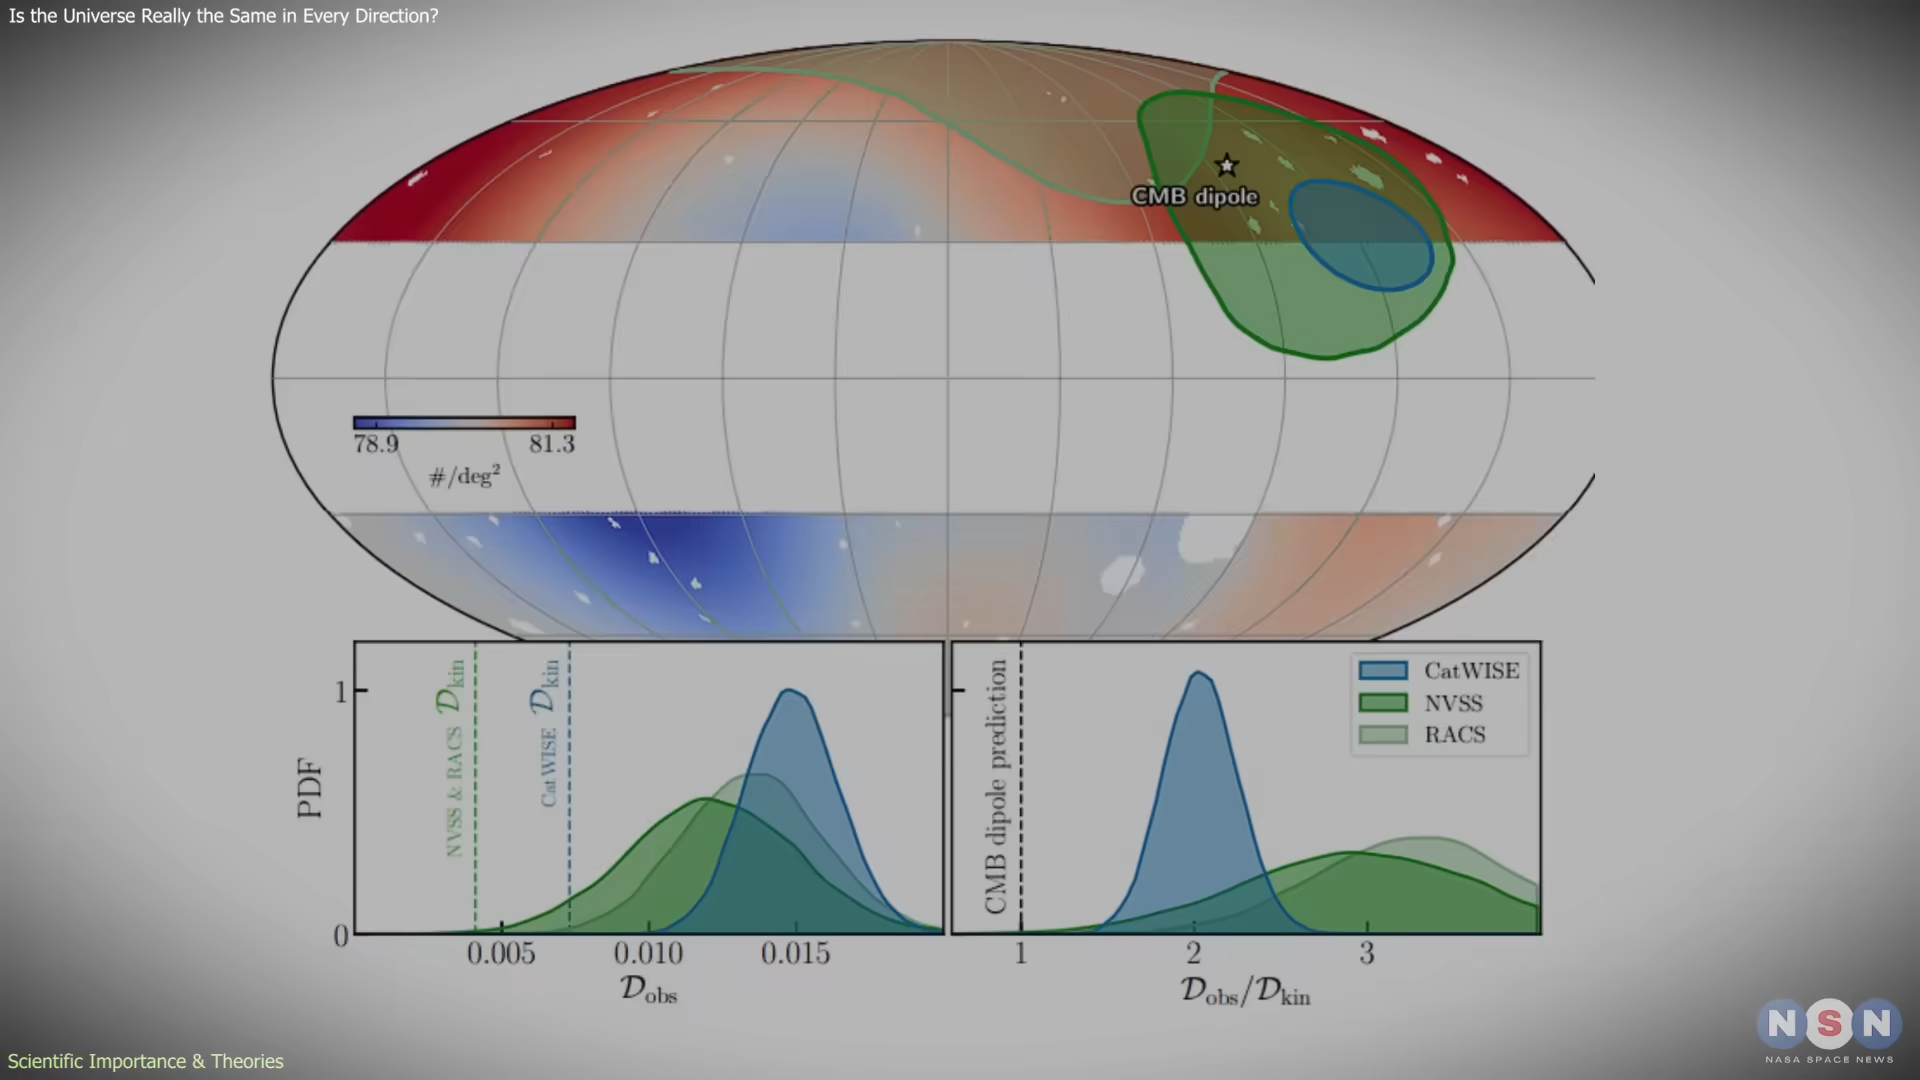 Is the Universe Really the Same in Every Direction?
CMB dipole
78.9 81.3
#/deg²
NVSS & RACS 𝒟kin
CatWISE 𝒟kin
CMB dipole prediction
CatWISE
NVSS
RACS
1
PDF
0
0.005 0.010 0.015
1 2 3
𝒟obs
𝒟obs/𝒟kin
NSN
NASA SPACE NEWS
Scientific Importance & Theories